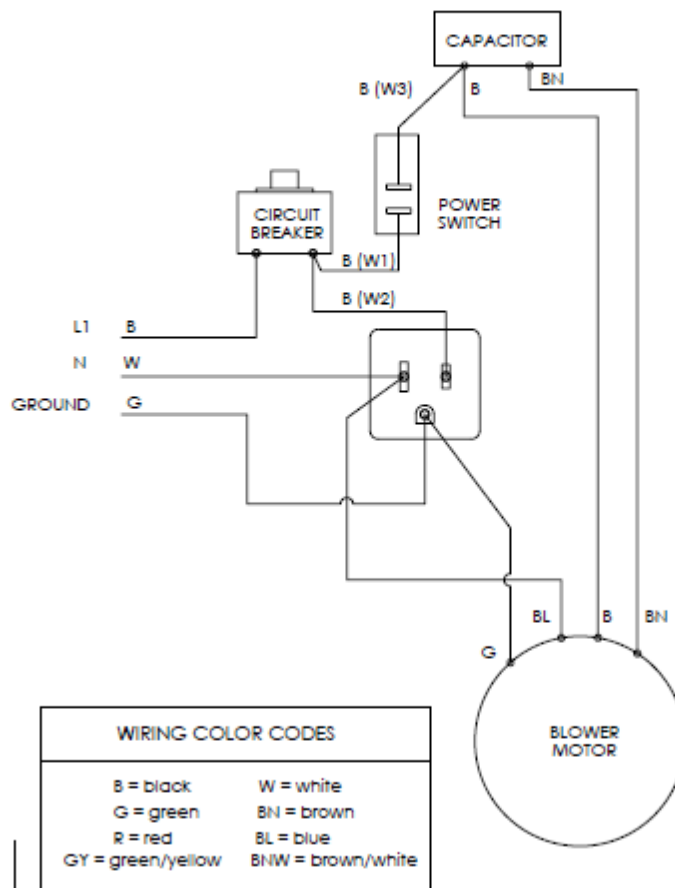 CAPACITOR
B (W3)
B
BN
CIRCUIT
BREAKER
POWER
SWITCH
B (W1)
B (W2)
L1 B
N W
GROUND G
BL B BN
G
BLOWER
MOTOR
WIRING COLOR CODES
B = black W = white
G = green BN = brown
R = red BL = blue
GY = green/yellow BNW = brown/white